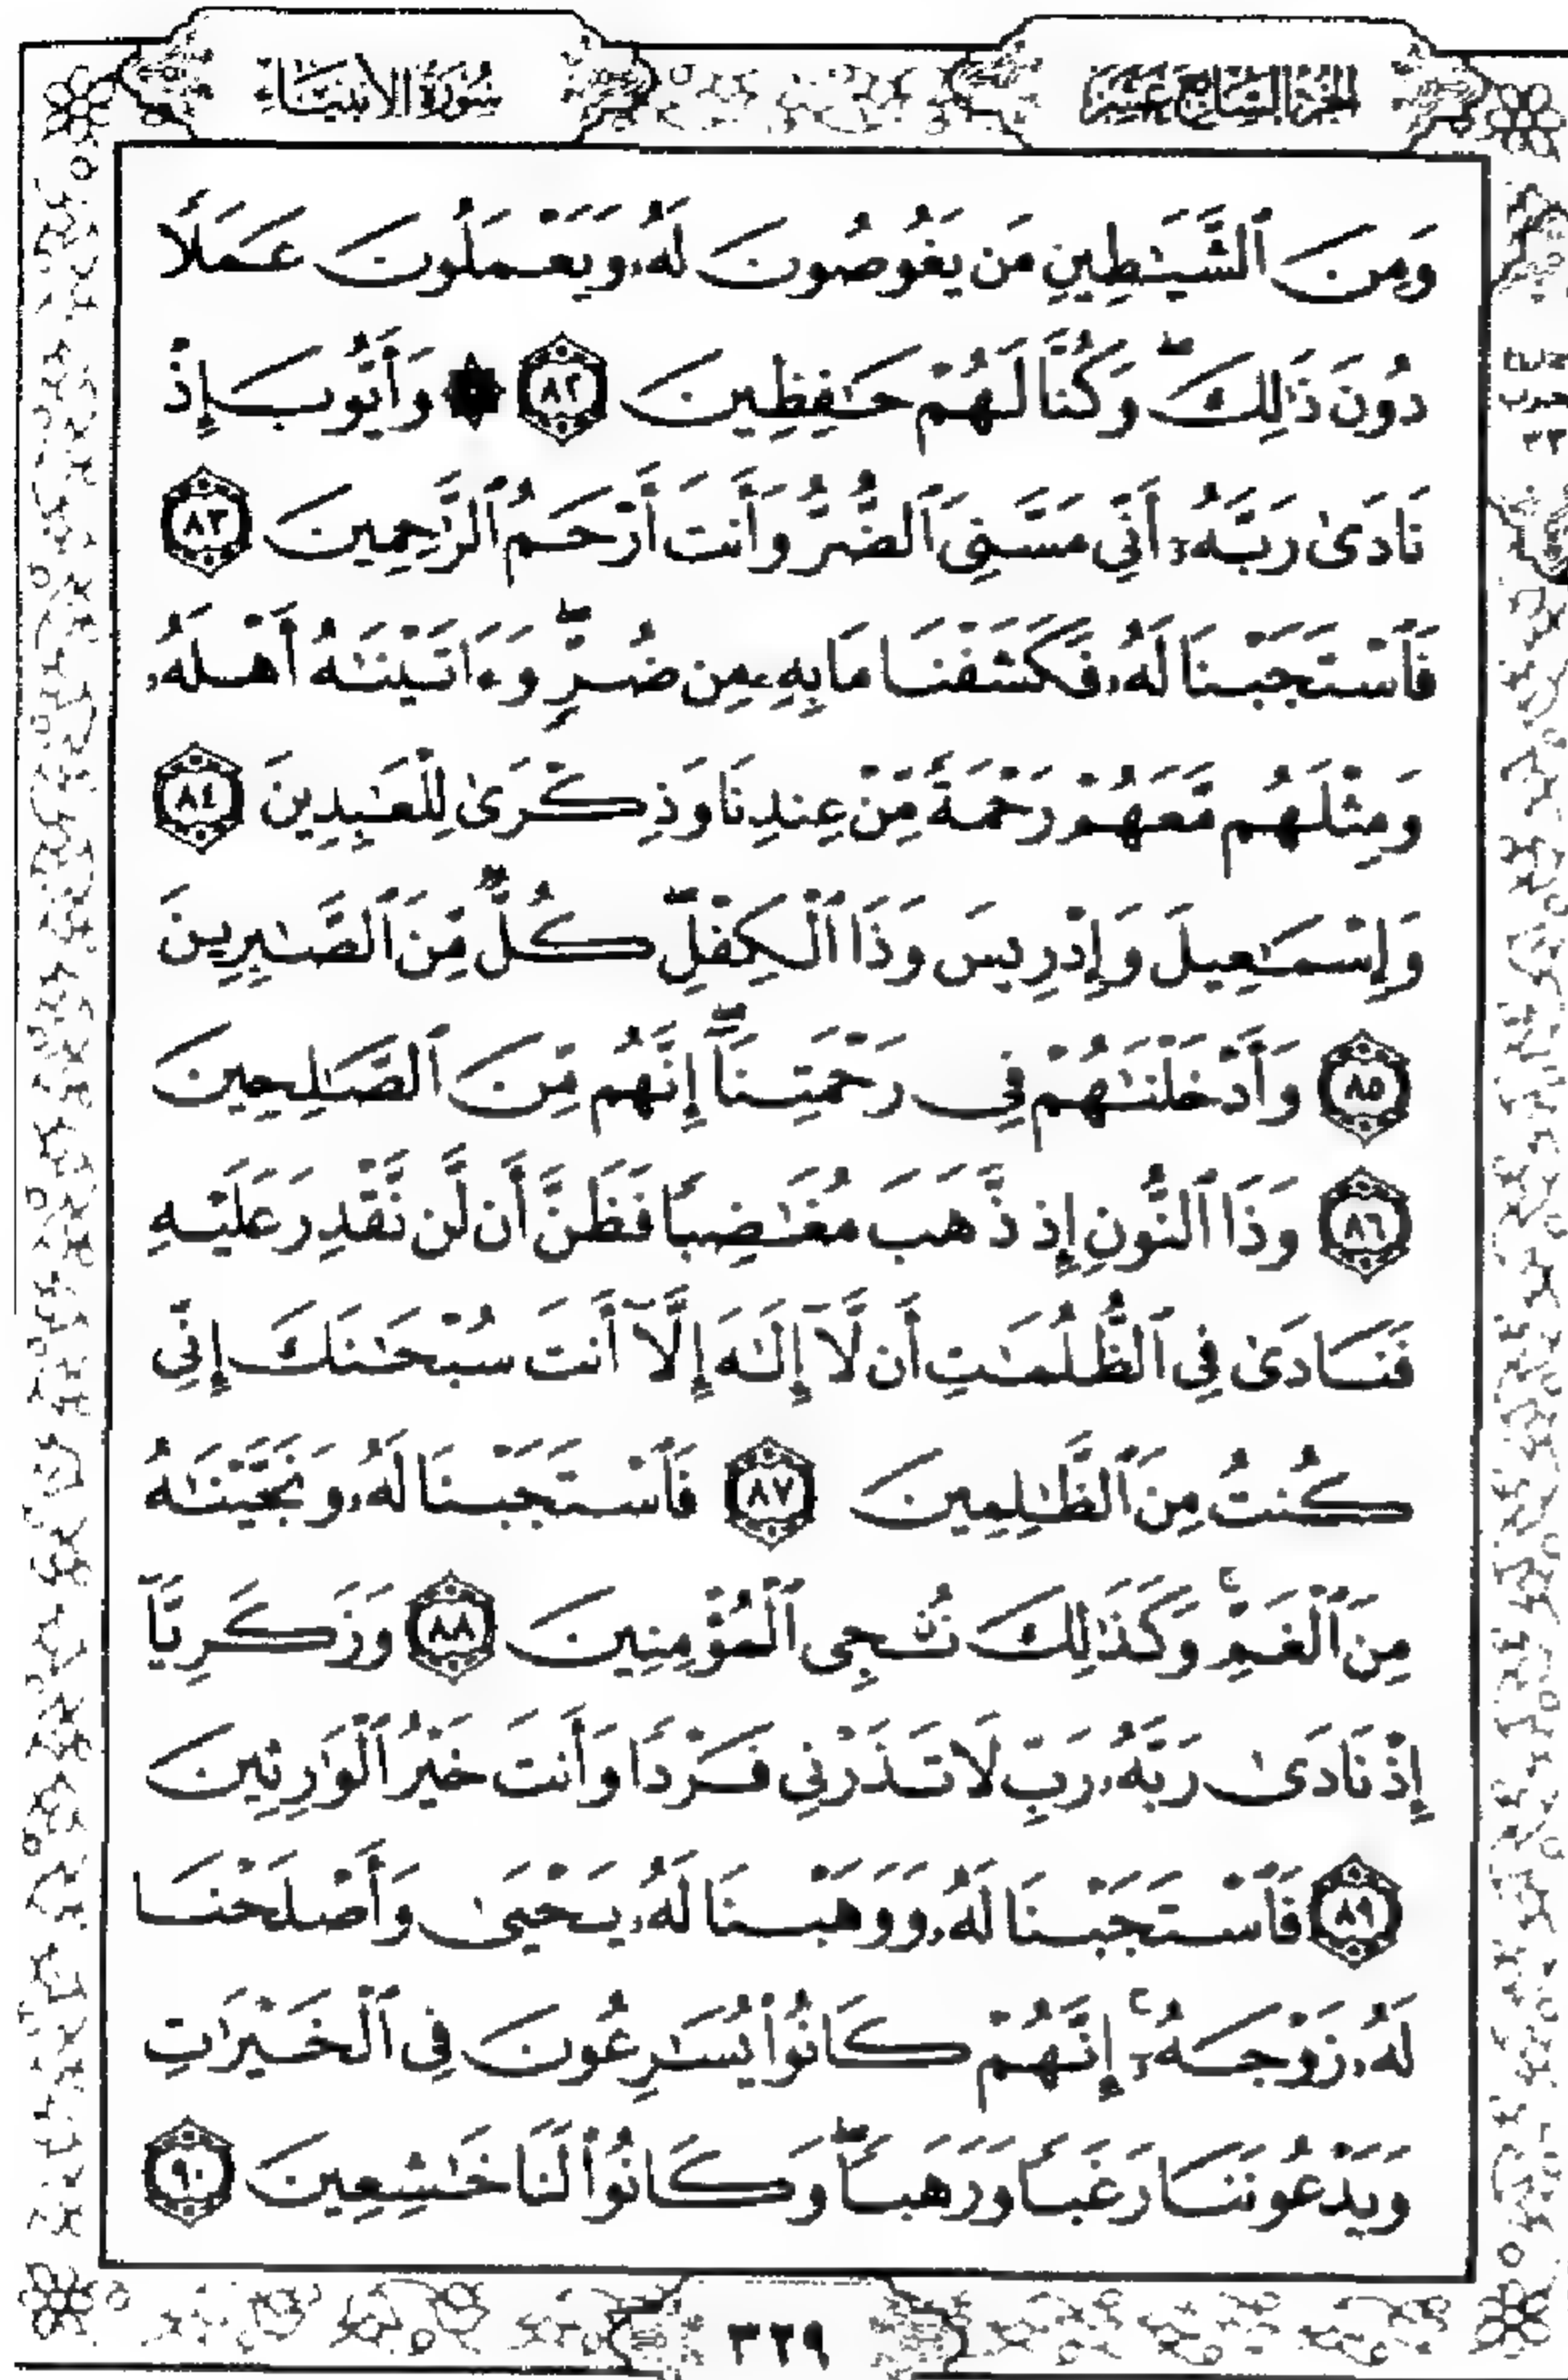 الجزء السابع عشر
سورة الأنبياء
وَمِنَ ٱلشَّيَٰطِينِ مَن يَغُوصُونَ لَهُۥ وَيَعْمَلُونَ عَمَلًا
دُونَ ذَٰلِكَ ۖ وَكُنَّا لَهُمْ حَٰفِظِينَ ٨٢ ۞ وَأَيُّوبَ إِذْ
نَادَىٰ رَبَّهُۥٓ أَنِّى مَسَّنِىَ ٱلضُّرُّ وَأَنتَ أَرْحَمُ ٱلرَّٰحِمِينَ ٨٣
فَٱسْتَجَبْنَا لَهُۥ فَكَشَفْنَا مَا بِهِۦ مِن ضُرٍّ ۖ وَءَاتَيْنَٰهُ أَهْلَهُۥ
وَمِثْلَهُم مَّعَهُمْ رَحْمَةً مِّنْ عِندِنَا وَذِكْرَىٰ لِلْعَٰبِدِينَ ٨٤
وَإِسْمَٰعِيلَ وَإِدْرِيسَ وَذَا ٱلْكِفْلِ ۖ كُلٌّ مِّنَ ٱلصَّٰبِرِينَ
٨٥ وَأَدْخَلْنَٰهُمْ فِى رَحْمَتِنَآ ۖ إِنَّهُم مِّنَ ٱلصَّٰلِحِينَ
٨٦ وَذَا ٱلنُّونِ إِذ ذَّهَبَ مُغَٰضِبًا فَظَنَّ أَن لَّن نَّقْدِرَ عَلَيْهِ
فَنَادَىٰ فِى ٱلظُّلُمَٰتِ أَن لَّآ إِلَٰهَ إِلَّآ أَنتَ سُبْحَٰنَكَ إِنِّى
كُنتُ مِنَ ٱلظَّٰلِمِينَ ٨٧ فَٱسْتَجَبْنَا لَهُۥ وَنَجَّيْنَٰهُ
مِنَ ٱلْغَمِّ ۚ وَكَذَٰلِكَ نُۨجِى ٱلْمُؤْمِنِينَ ٨٨ وَزَكَرِيَّآ
إِذْ نَادَىٰ رَبَّهُۥ رَبِّ لَا تَذَرْنِى فَرْدًا وَأَنتَ خَيْرُ ٱلْوَٰرِثِينَ
٨٩ فَٱسْتَجَبْنَا لَهُۥ وَوَهَبْنَا لَهُۥ يَحْيَىٰ وَأَصْلَحْنَا
لَهُۥ زَوْجَهُۥٓ ۚ إِنَّهُمْ كَانُوا۟ يُسَٰرِعُونَ فِى ٱلْخَيْرَٰتِ
وَيَدْعُونَنَا رَغَبًا وَرَهَبًا ۖ وَكَانُوا۟ لَنَا خَٰشِعِينَ ٩٠
٣٢٩